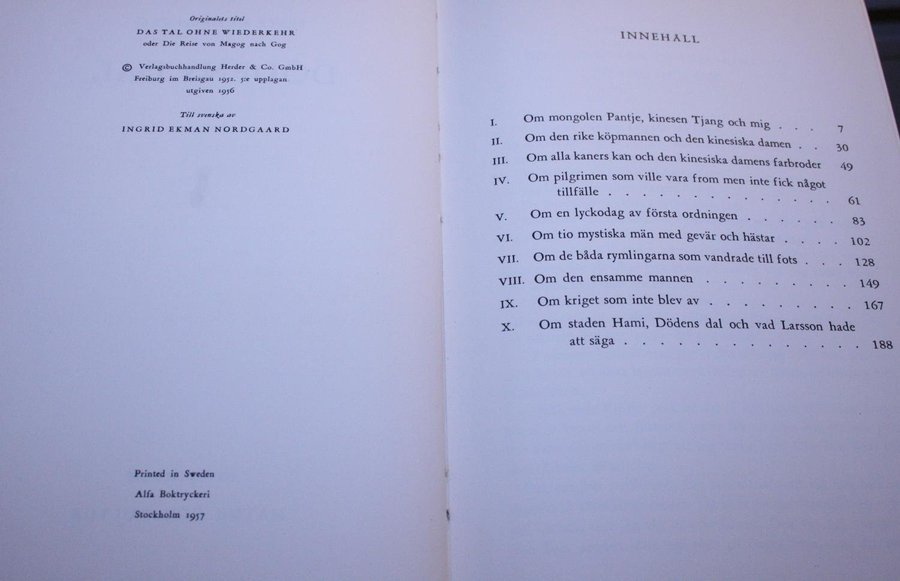 Originalets titel
DAS TAL OHNE WIEDERKEHR
oder Die Reise von Magog nach Gog
© Verlagsbuchhandlung Herder & Co. GmbH
Freiburg im Breisgau 1952. 5:e upplagan
utgiven 1956
Till svenska av
INGRID EKMAN NORDGAARD
Printed in Sweden
Alfa Boktryckeri
Stockholm 1957
INNEHÅLL
I. Om mongolen Pantje, kinesen Tjang och mig . . . 7
II. Om den rike köpmannen och den kinesiska damen . . 30
III. Om alla kaners kan och den kinesiska damens farbroder 49
IV. Om pilgrimen som ville vara from men inte fick något
tillfälle . . . . . . . . . . . . . 61
V. Om en lyckodag av första ordningen . . . . . . 83
VI. Om tio mystiska män med gevär och hästar . . . . 102
VII. Om de båda rymlingarna som vandrade till fots . . . 128
VIII. Om den ensamme mannen . . . . . . . . . 149
IX. Om kriget som inte blev av . . . . . . . . . 167
X. Om staden Hami, Dödens dal och vad Larsson hade
att säga . . . . . . . . . . . . . 188